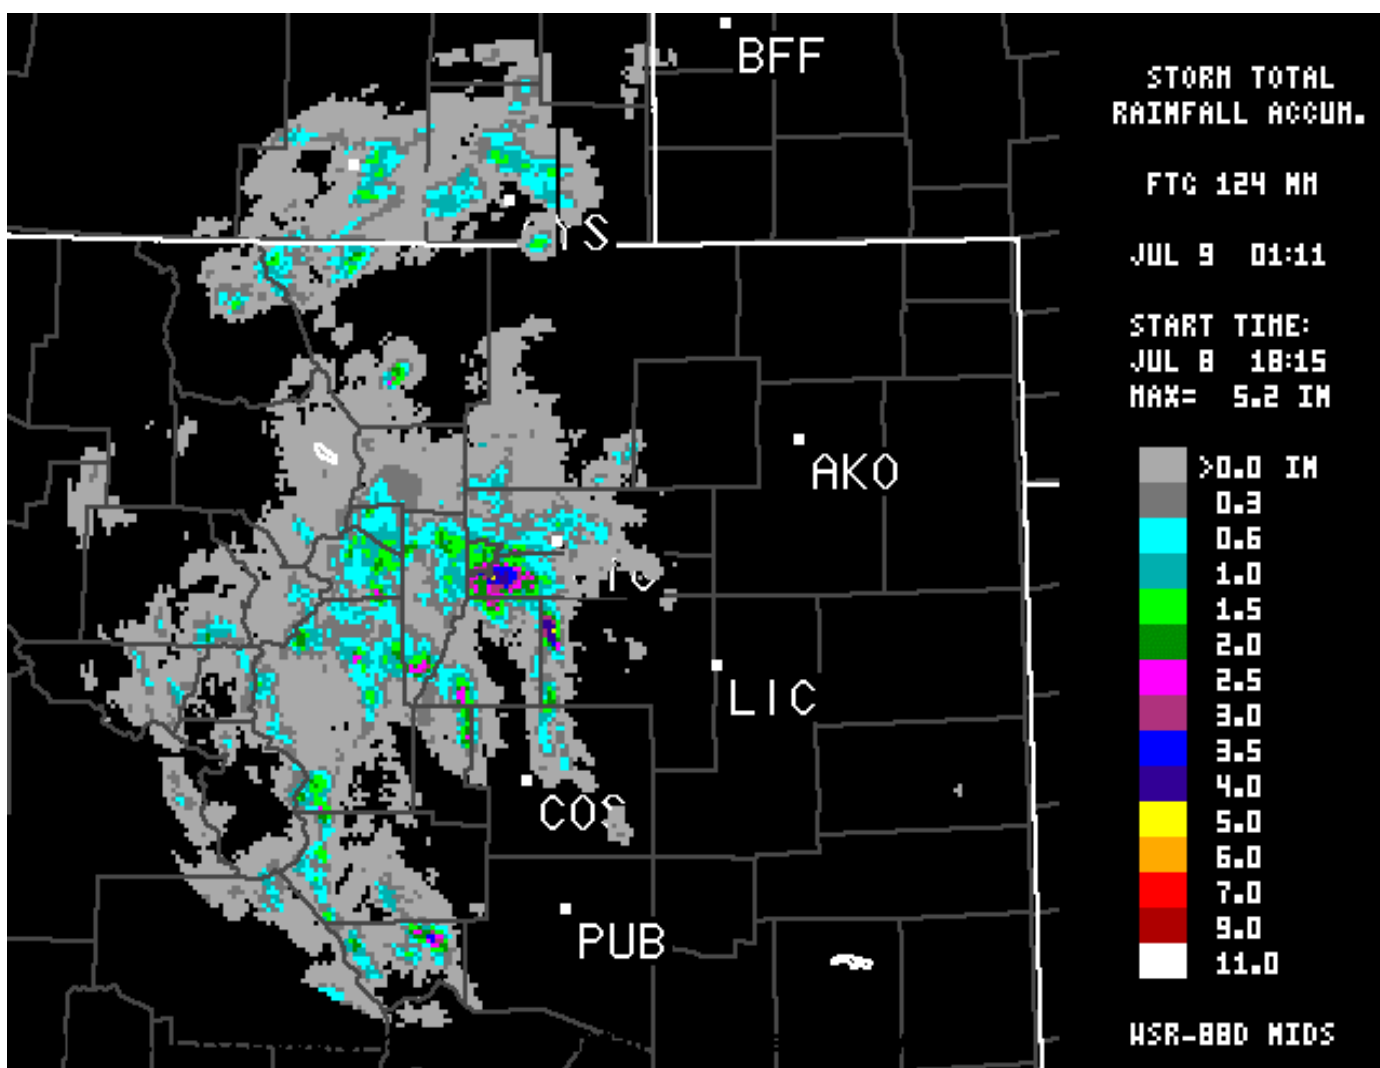 BFF
YS
AKO
LIC
COS
PUB
STORM TOTAL
RAINFALL ACCUM.
FTG 124 NM
JUL 9 01:11
START TIME:
JUL 8 18:15
MAX= 5.2 IN
>0.0 IN
0.3
0.6
1.0
1.5
2.0
2.5
3.0
3.5
4.0
5.0
6.0
7.0
9.0
11.0
WSR-88D NIDS